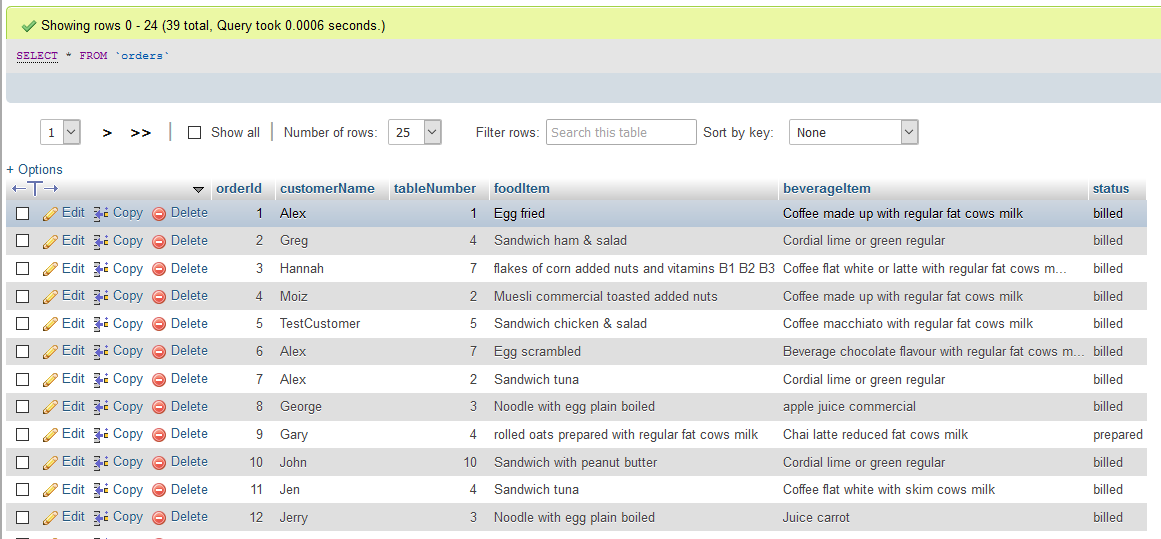 Showing rows 0 - 24 (39 total, Query took 0.0006 seconds.)
SELECT * FROM `orders`
1 > >> | Show all | Number of rows: 25 Filter rows: Search this table Sort by key: None
+ Options
←T→ orderId customerName tableNumber foodItem beverageItem status
Edit Copy Delete 1 Alex 1 Egg fried Coffee made up with regular fat cows milk billed
Edit Copy Delete 2 Greg 4 Sandwich ham & salad Cordial lime or green regular billed
Edit Copy Delete 3 Hannah 7 flakes of corn added nuts and vitamins B1 B2 B3 Coffee flat white or latte with regular fat cows m... billed
Edit Copy Delete 4 Moiz 2 Muesli commercial toasted added nuts Coffee made up with regular fat cows milk billed
Edit Copy Delete 5 TestCustomer 5 Sandwich chicken & salad Coffee macchiato with regular fat cows milk billed
Edit Copy Delete 6 Alex 7 Egg scrambled Beverage chocolate flavour with regular fat cows m... billed
Edit Copy Delete 7 Alex 2 Sandwich tuna Cordial lime or green regular billed
Edit Copy Delete 8 George 3 Noodle with egg plain boiled apple juice commercial billed
Edit Copy Delete 9 Gary 4 rolled oats prepared with regular fat cows milk Chai latte reduced fat cows milk prepared
Edit Copy Delete 10 John 10 Sandwich with peanut butter Cordial lime or green regular billed
Edit Copy Delete 11 Jen 4 Sandwich tuna Coffee flat white with skim cows milk billed
Edit Copy Delete 12 Jerry 3 Noodle with egg plain boiled Juice carrot billed